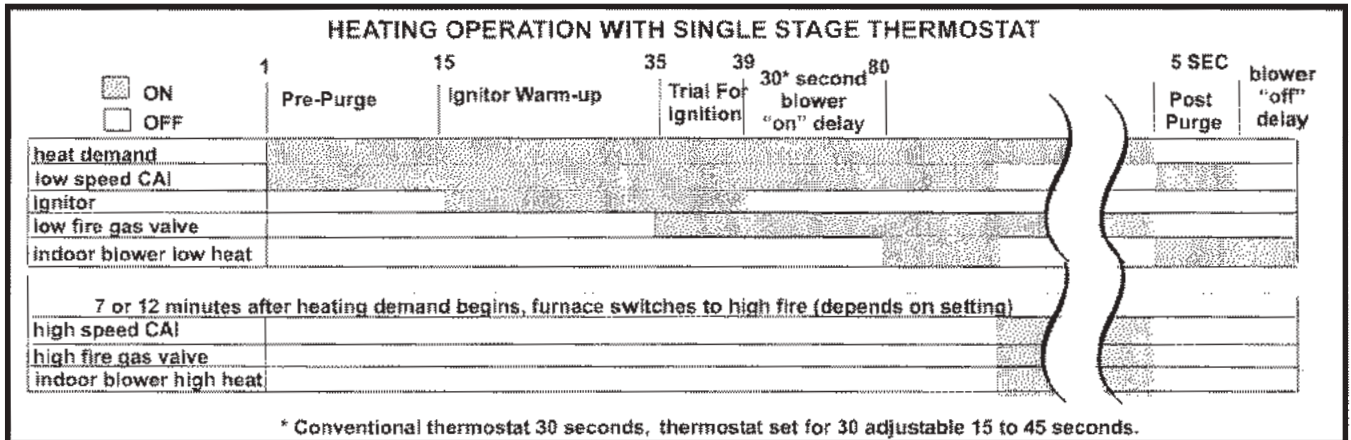 HEATING OPERATION WITH SINGLE STAGE THERMOSTAT
1 15 35 39 80 5 SEC
ON
OFF
Pre-Purge
Ignitor Warm-up
Trial For
Ignition
30* second
blower
"on" delay
Post
Purge
blower
"off"
delay
heat demand
low speed CAI
ignitor
low fire gas valve
indoor blower low heat
7 or 12 minutes after heating demand begins, furnace switches to high fire (depends on setting)
high speed CAI
high fire gas valve
indoor blower high heat
* Conventional thermostat 30 seconds, thermostat set for 30 adjustable 15 to 45 seconds.